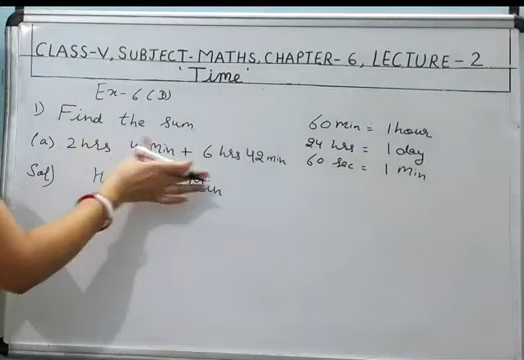 CLASS-V, SUBJECT-MATHS, CHAPTER-6, LECTURE-2
'Time'
Ex-6(D)
1) Find the sum
(a) 2 hrs min + 6 hrs 42 min
Sol) H
60 min = 1 hour
24 hrs = 1 day
60 sec = 1 Min